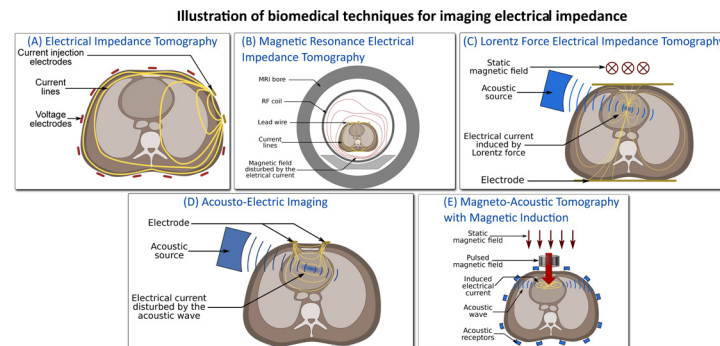 Illustration of biomedical techniques for imaging electrical impedance
(A) Electrical Impedance Tomography
Current injection
electrodes
Current
lines
Voltage
electrodes
(B) Magnetic Resonance Electrical
Impedance Tomography
MRI bore
RF coil
Lead wire
Current
lines
Magnetic field
disturbed by the
eletrical current
(C) Lorentz Force Electrical Impedance Tomography
Static
magnetic field
Acoustic
source
Electrical current
induced by
Lorentz force
Electrode
(D) Acousto-Electric Imaging
Electrode
Acoustic
source
Electrical current
disturbed by the
acoustic wave
(E) Magneto-Acoustic Tomography
with Magnetic Induction
Static
magnetic field
Pulsed
magnetic field
Induced
electrical
current
Acoustic
wave
Acoustic
receptors